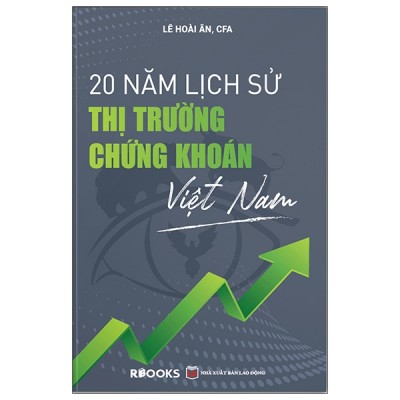 LÊ HOÀI ÂN, CFA
20 NĂM LỊCH SỬ
THỊ TRƯỜNG
CHỨNG KHOÁN
Việt Nam
RBOOKS
NHÀ XUẤT BẢN LAO ĐỘNG